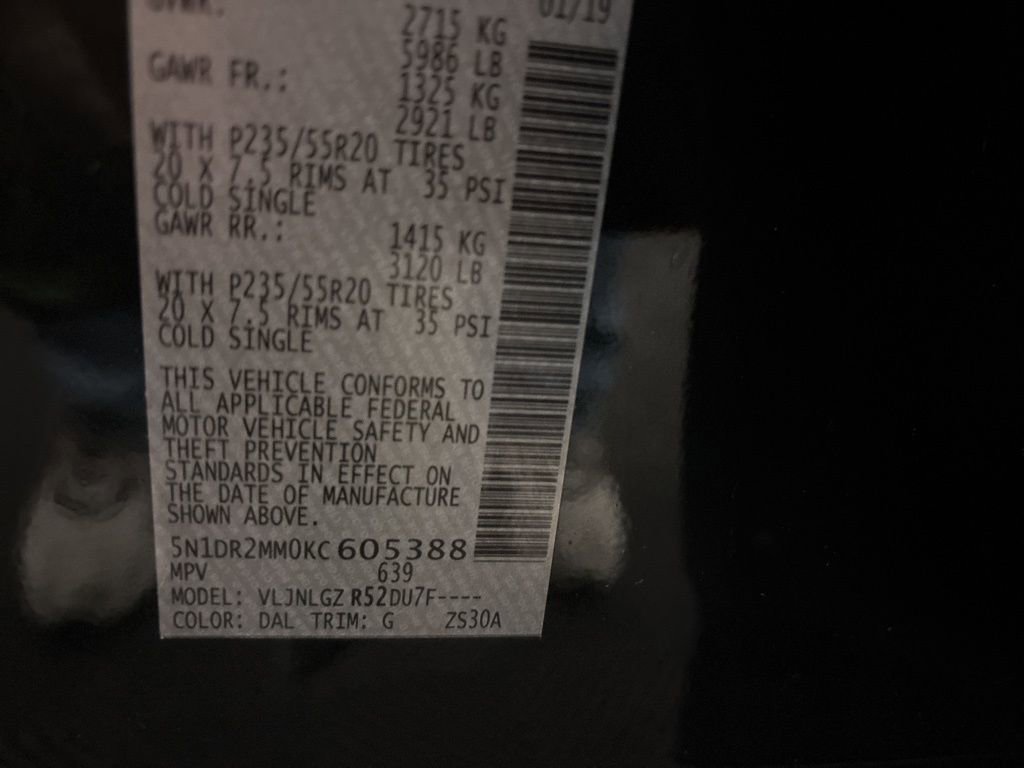 GVWR: 01/19
2715 KG
5986 LB
GAWR FR.: 1325 KG
2921 LB
WITH P235/55R20 TIRES
20 X 7.5 RIMS AT 35 PSI
COLD SINGLE
GAWR RR.: 1415 KG
3120 LB
WITH P235/55R20 TIRES
20 X 7.5 RIMS AT 35 PSI
COLD SINGLE
THIS VEHICLE CONFORMS TO
ALL APPLICABLE FEDERAL
MOTOR VEHICLE SAFETY AND
THEFT PREVENTION
STANDARDS IN EFFECT ON
THE DATE OF MANUFACTURE
SHOWN ABOVE.
5N1DR2MM0KC605388
MPV 639
MODEL: VLJNLGZ R52DU7F----
COLOR: DAL TRIM: G ZS30A